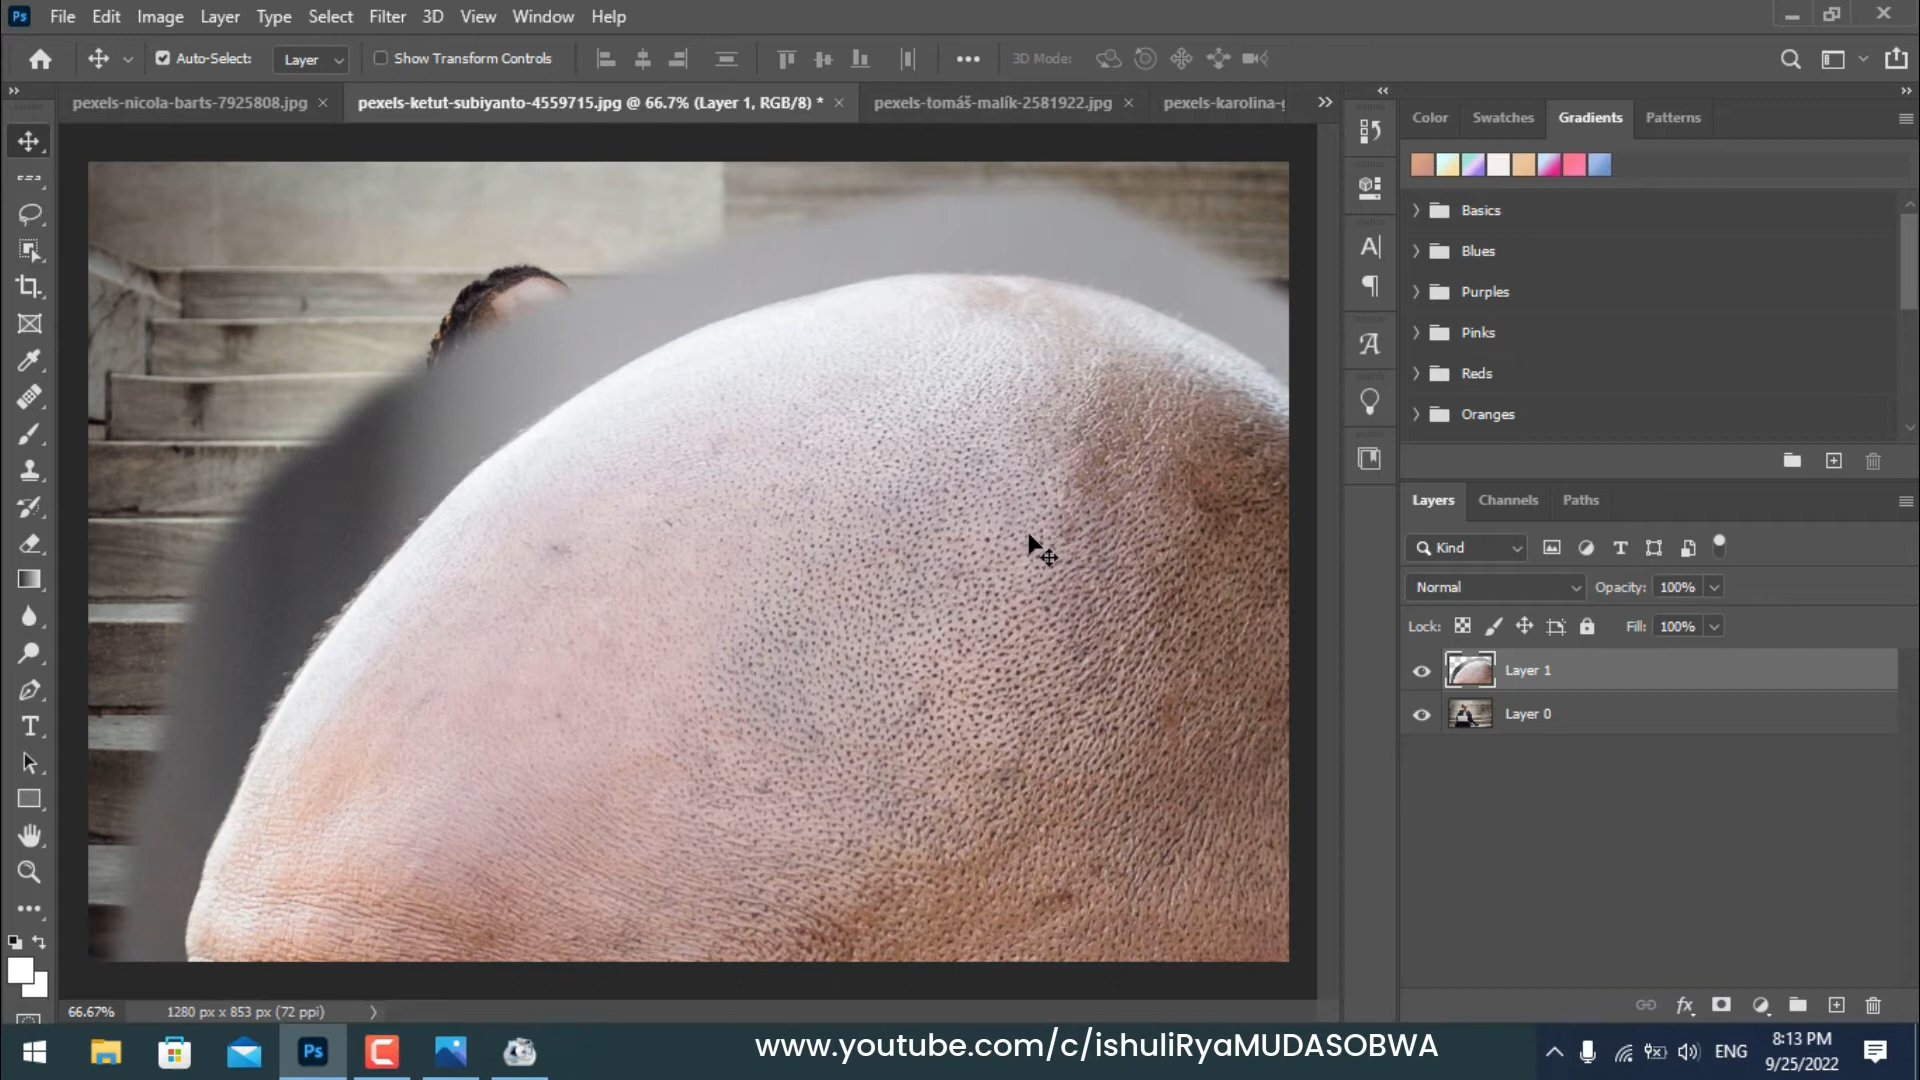 Ps File Edit Image Layer Type Select Filter 3D View Window Help
Auto-Select: Layer Show Transform Controls 3D Mode:
pexels-nicola-barts-7925808.jpg × pexels-ketut-subiyanto-4559715.jpg @ 66.7% (Layer 1, RGB/8) * × pexels-tomáš-malík-2581922.jpg × pexels-karolina-
Color Swatches Gradients Patterns
Basics
Blues
Purples
Pinks
Reds
Oranges
Layers Channels Paths
Kind
Normal Opacity: 100%
Lock: Fill: 100%
Layer 1
Layer 0
66.67% 1280 px x 853 px (72 ppi)
Ps www.youtube.com/c/ishuliRyaMUDASOBWA ENG 8:13 PM
9/25/2022